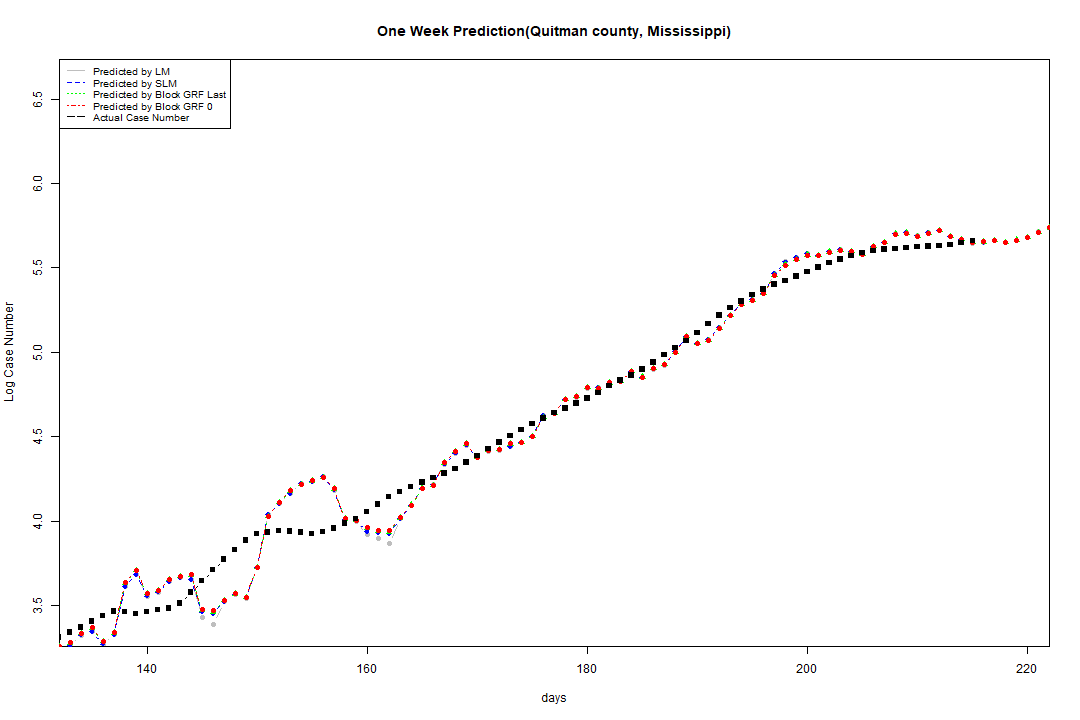 One Week Prediction(Quitman county, Mississippi)
Predicted by LM
Predicted by SLM
Predicted by Block GRF Last
Predicted by Block GRF 0
Actual Case Number
6.5
6.0
5.5
5.0
4.5
4.0
3.5
Log Case Number
140 160 180 200 220
days